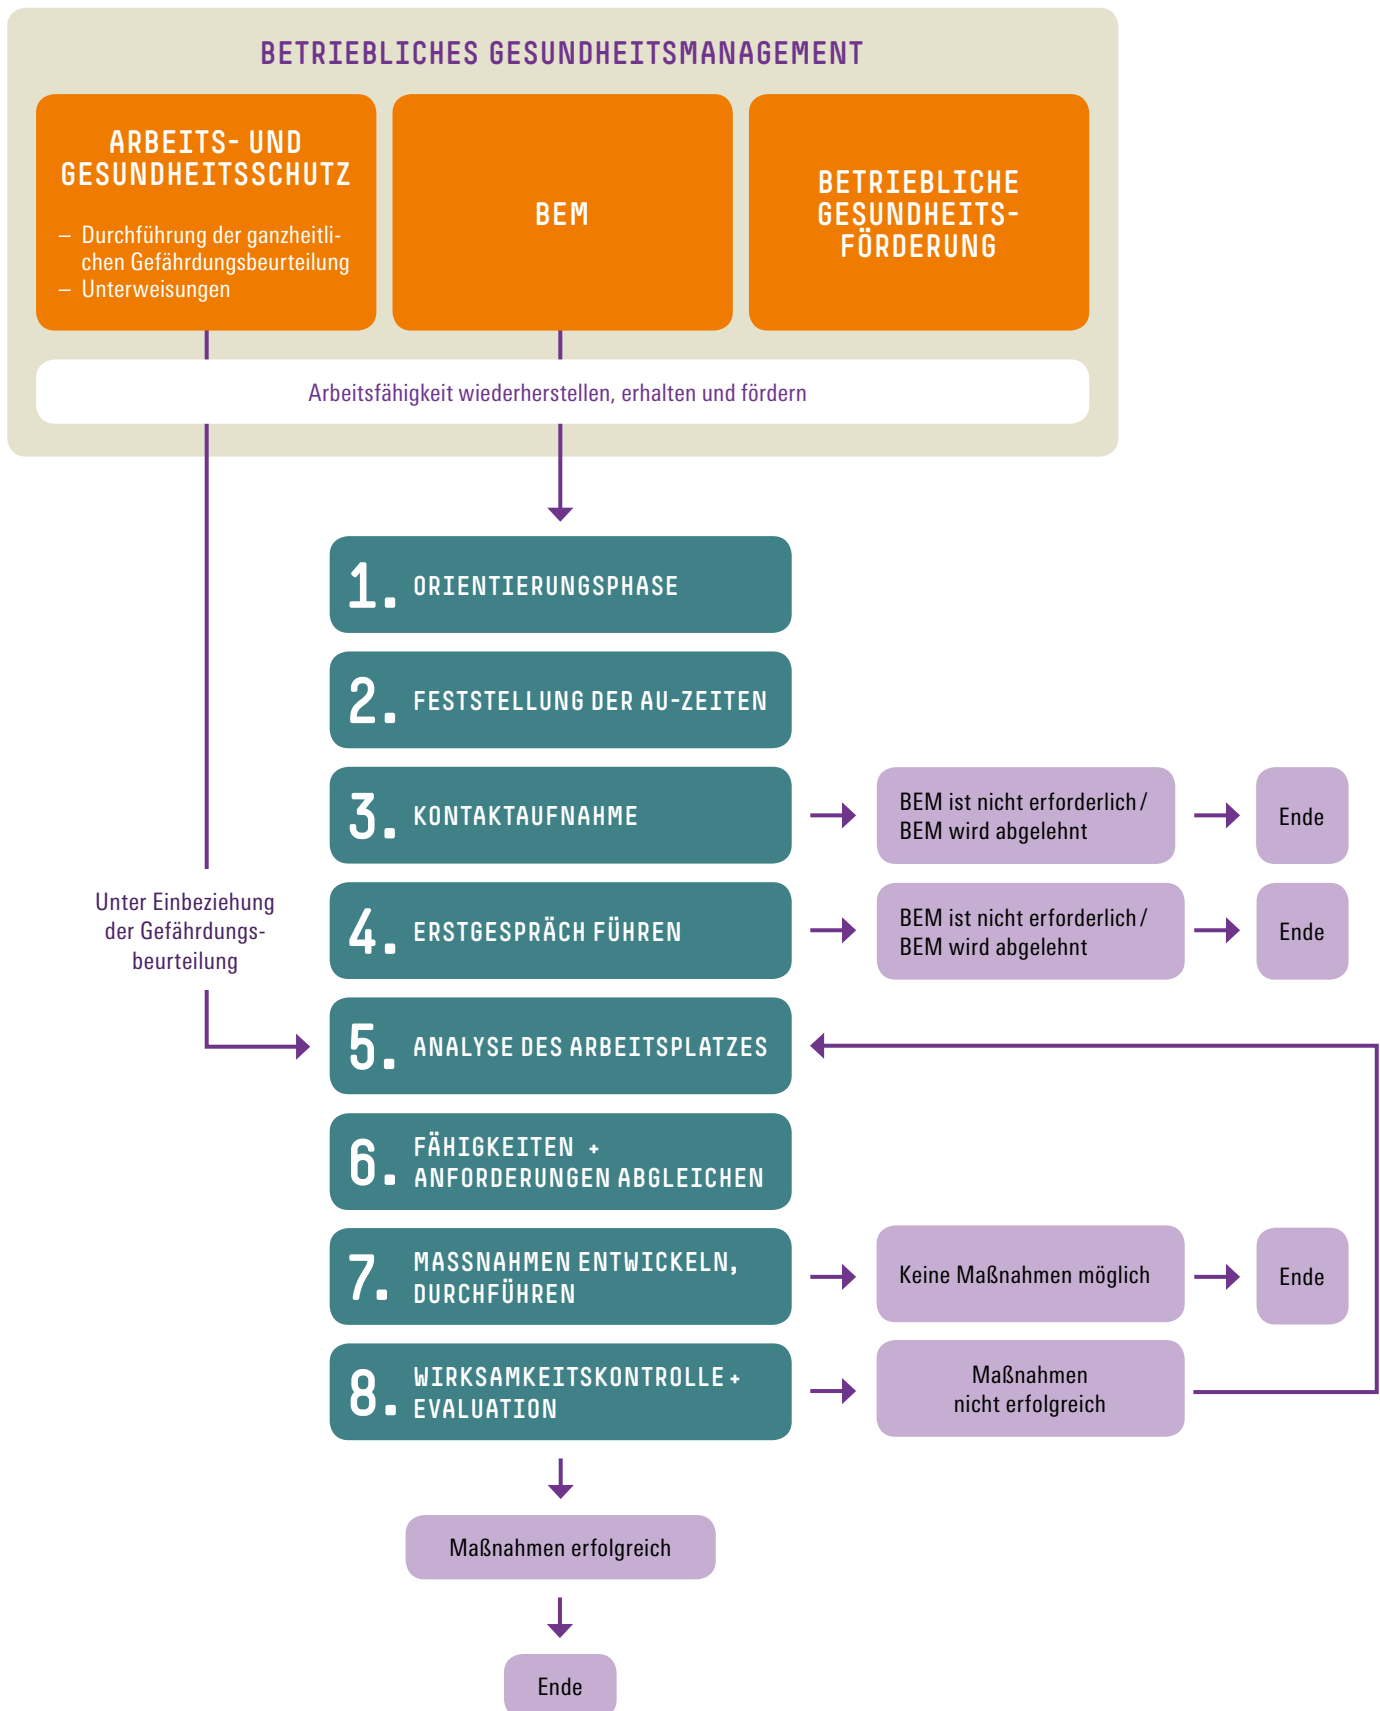 BETRIEBLICHES GESUNDHEITSMANAGEMENT
ARBEITS- UND
GESUNDHEITSSCHUTZ
– Durchführung der ganzheitli-
chen Gefährdungsbeurteilung
– Unterweisungen
BEM
BETRIEBLICHE
GESUNDHEITS-
FÖRDERUNG
Arbeitsfähigkeit wiederherstellen, erhalten und fördern
1. ORIENTIERUNGSPHASE
2. FESTSTELLUNG DER AU-ZEITEN
3. KONTAKTAUFNAHME
BEM ist nicht erforderlich/
BEM wird abgelehnt
Ende
Unter Einbeziehung
der Gefährdungs-
beurteilung
4. ERSTGESPRÄCH FÜHREN
BEM ist nicht erforderlich/
BEM wird abgelehnt
Ende
5. ANALYSE DES ARBEITSPLATZES
6. FÄHIGKEITEN +
ANFORDERUNGEN ABGLEICHEN
7. MASSNAHMEN ENTWICKELN,
DURCHFÜHREN
Keine Maßnahmen möglich
Ende
8. WIRKSAMKEITSKONTROLLE +
EVALUATION
Maßnahmen
nicht erfolgreich
Maßnahmen erfolgreich
Ende